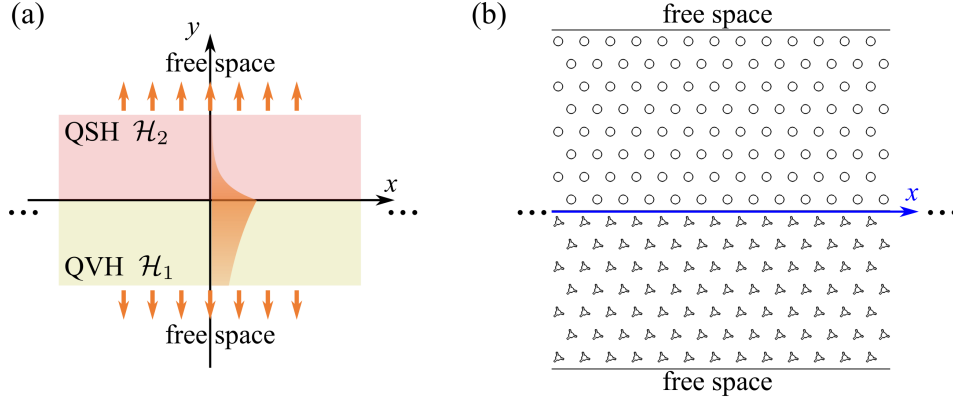 (a)
y
free space
QSH ℋ₂
x
...
...
QVH ℋ₁
free space
(b)
free space
x
...
...
free space